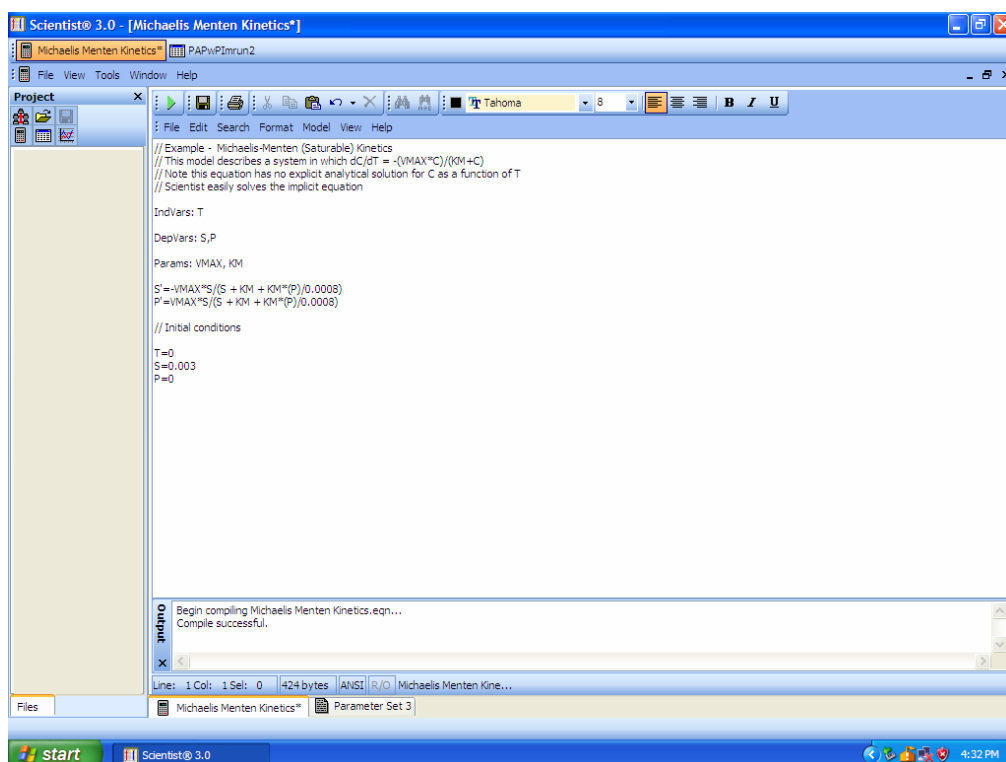 Scientist® 3.0 - [Michaelis Menten Kinetics*]
Michaelis Menten Kinetics* PAPwPImrun2
File View Tools Window Help
Project x
Tahoma 8 B I U
File Edit Search Format Model View Help
// Example - Michaelis-Menten (Saturable) Kinetics
// This model describes a system in which dC/dT = -(VMAX*C)/(KM+C)
// Note this equation has no explicit analytical solution for C as a function of T
// Scientist easily solves the implicit equation
IndVars: T
DepVars: S,P
Params: VMAX, KM
S'=-VMAX*S/(S + KM + KM*(P)/0.0008)
P'=VMAX*S/(S + KM + KM*(P)/0.0008)
// Initial conditions
T=0
S=0.003
P=0
Output
Begin compiling Michaelis Menten Kinetics.eqn...
Compile successful.
Line: 1 Col: 1 Sel: 0 424 bytes ANSI R/O Michaelis Menten Kine...
Files Michaelis Menten Kinetics* Parameter Set 3
start Scientist® 3.0 4:32 PM